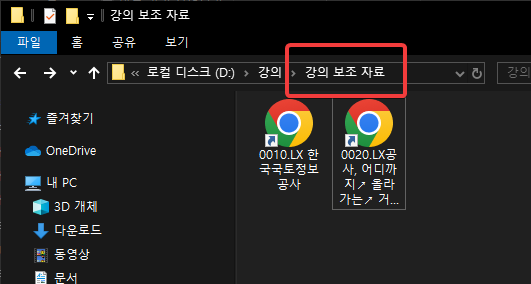 강의 보조 자료
파일 홈 공유 보기
« 로컬 디스크 (D:) › 강의 › 강의 보조 자료 강의
즐겨찾기
OneDrive
내 PC
3D 개체
다운로드
동영상
문서
0010.LX 한
국국토정보
공사
0020.LX공
사, 어디까
지↗ 올라
가는↗ 거...